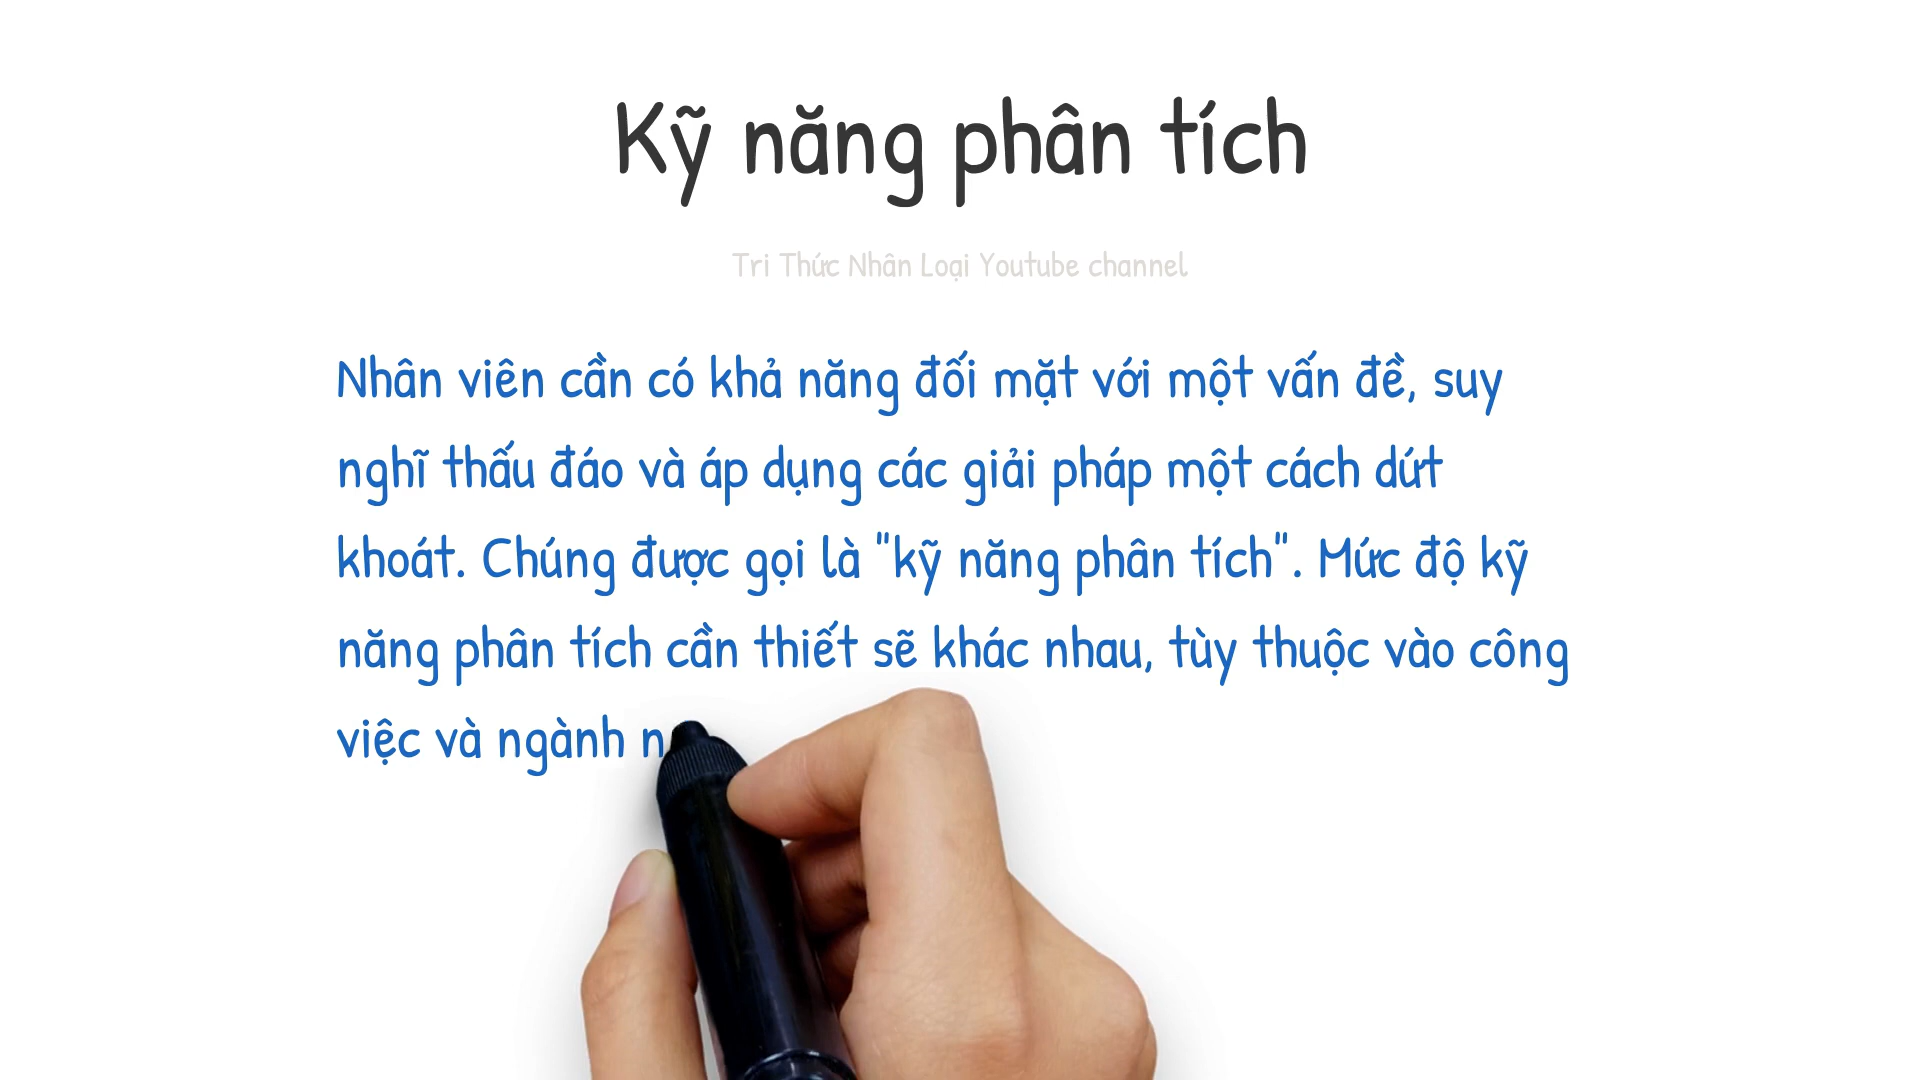 Kỹ năng phân tích
Tri Thức Nhân Loại Youtube channel
Nhân viên cần có khả năng đối mặt với một vấn đề, suy
nghĩ thấu đáo và áp dụng các giải pháp một cách dứt
khoát. Chúng được gọi là "kỹ năng phân tích". Mức độ kỹ
năng phân tích cần thiết sẽ khác nhau, tùy thuộc vào công
việc và ngành